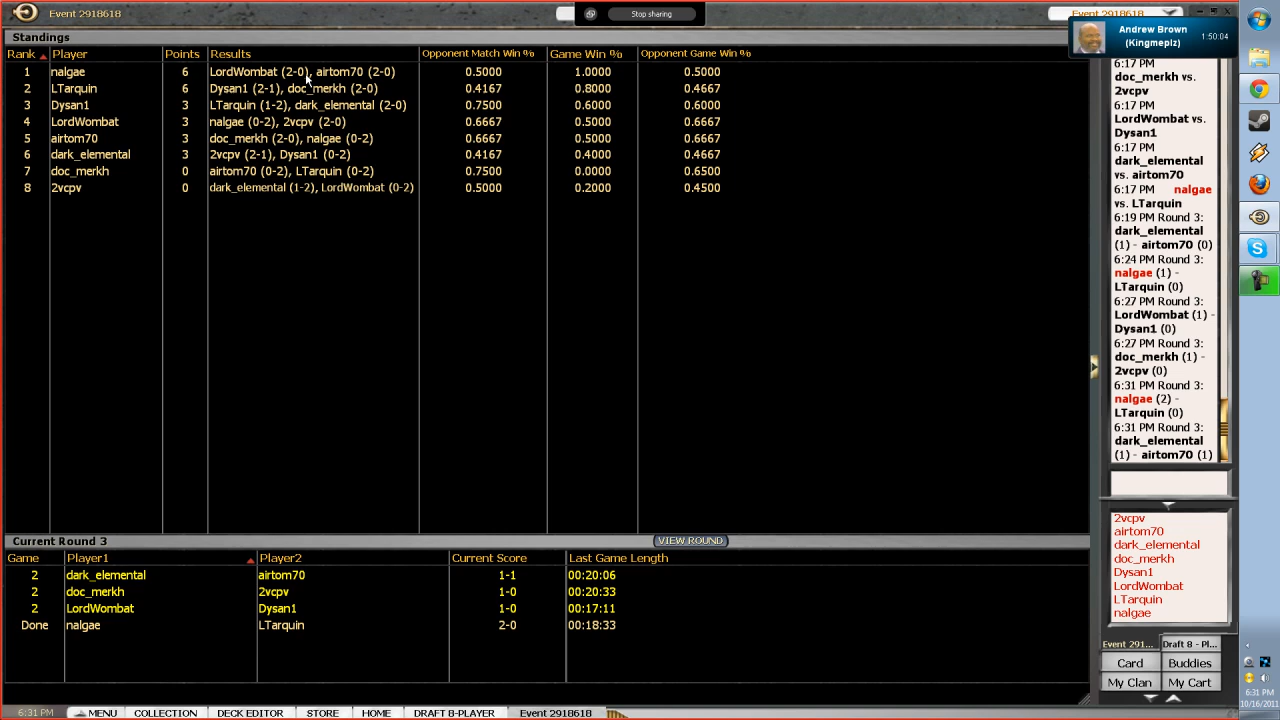 Event 2918618
Stop sharing
Event 2918618
Andrew Brown
(Kingmepiz)
1:50:04
Standings
Rank Player Points Results Opponent Match Win % Game Win % Opponent Game Win %
1 nalgae 6 LordWombat (2-0), airtom70 (2-0) 0.5000 1.0000 0.5000
2 LTarquin 6 Dysan1 (2-1), doc_merkh (2-0) 0.4167 0.8000 0.4667
3 Dysan1 3 LTarquin (1-2), dark_elemental (2-0) 0.7500 0.6000 0.6000
4 LordWombat 3 nalgae (0-2), 2vcpv (2-0) 0.6667 0.5000 0.6667
5 airtom70 3 doc_merkh (2-0), nalgae (0-2) 0.6667 0.5000 0.6667
6 dark_elemental 3 2vcpv (2-1), Dysan1 (0-2) 0.4167 0.4000 0.4667
7 doc_merkh 0 airtom70 (0-2), LTarquin (0-2) 0.7500 0.0000 0.6500
8 2vcpv 0 dark_elemental (1-2), LordWombat (0-2) 0.5000 0.2000 0.4500
6:17 PM
doc_merkh vs.
2vcpv
6:17 PM
LordWombat vs.
Dysan1
6:17 PM
dark_elemental
vs. airtom70
6:17 PM nalgae
vs. LTarquin
6:19 PM Round 3:
dark_elemental
(1) - airtom70 (0)
6:24 PM Round 3:
nalgae (1) -
LTarquin (0)
6:27 PM Round 3:
LordWombat (1) -
Dysan1 (0)
6:27 PM Round 3:
doc_merkh (1) -
2vcpv (0)
6:31 PM Round 3:
nalgae (2) -
LTarquin (0)
6:31 PM Round 3:
dark_elemental
(1) - airtom70 (1)
2vcpv
airtom70
dark_elemental
doc_merkh
Dysan1
LordWombat
LTarquin
nalgae
Current Round 3 VIEW ROUND
Game Player1 Player2 Current Score Last Game Length
2 dark_elemental airtom70 1-1 00:20:06
2 doc_merkh 2vcpv 1-0 00:20:33
2 LordWombat Dysan1 1-0 00:17:11
Done nalgae LTarquin 2-0 00:18:33
Event 291... Draft 8 - Pl...
Card Buddies
My Clan My Cart
6:31 PM MENU COLLECTION DECK EDITOR STORE HOME DRAFT 8-PLAYER Event 2918618
6:31 PM
10/16/2011